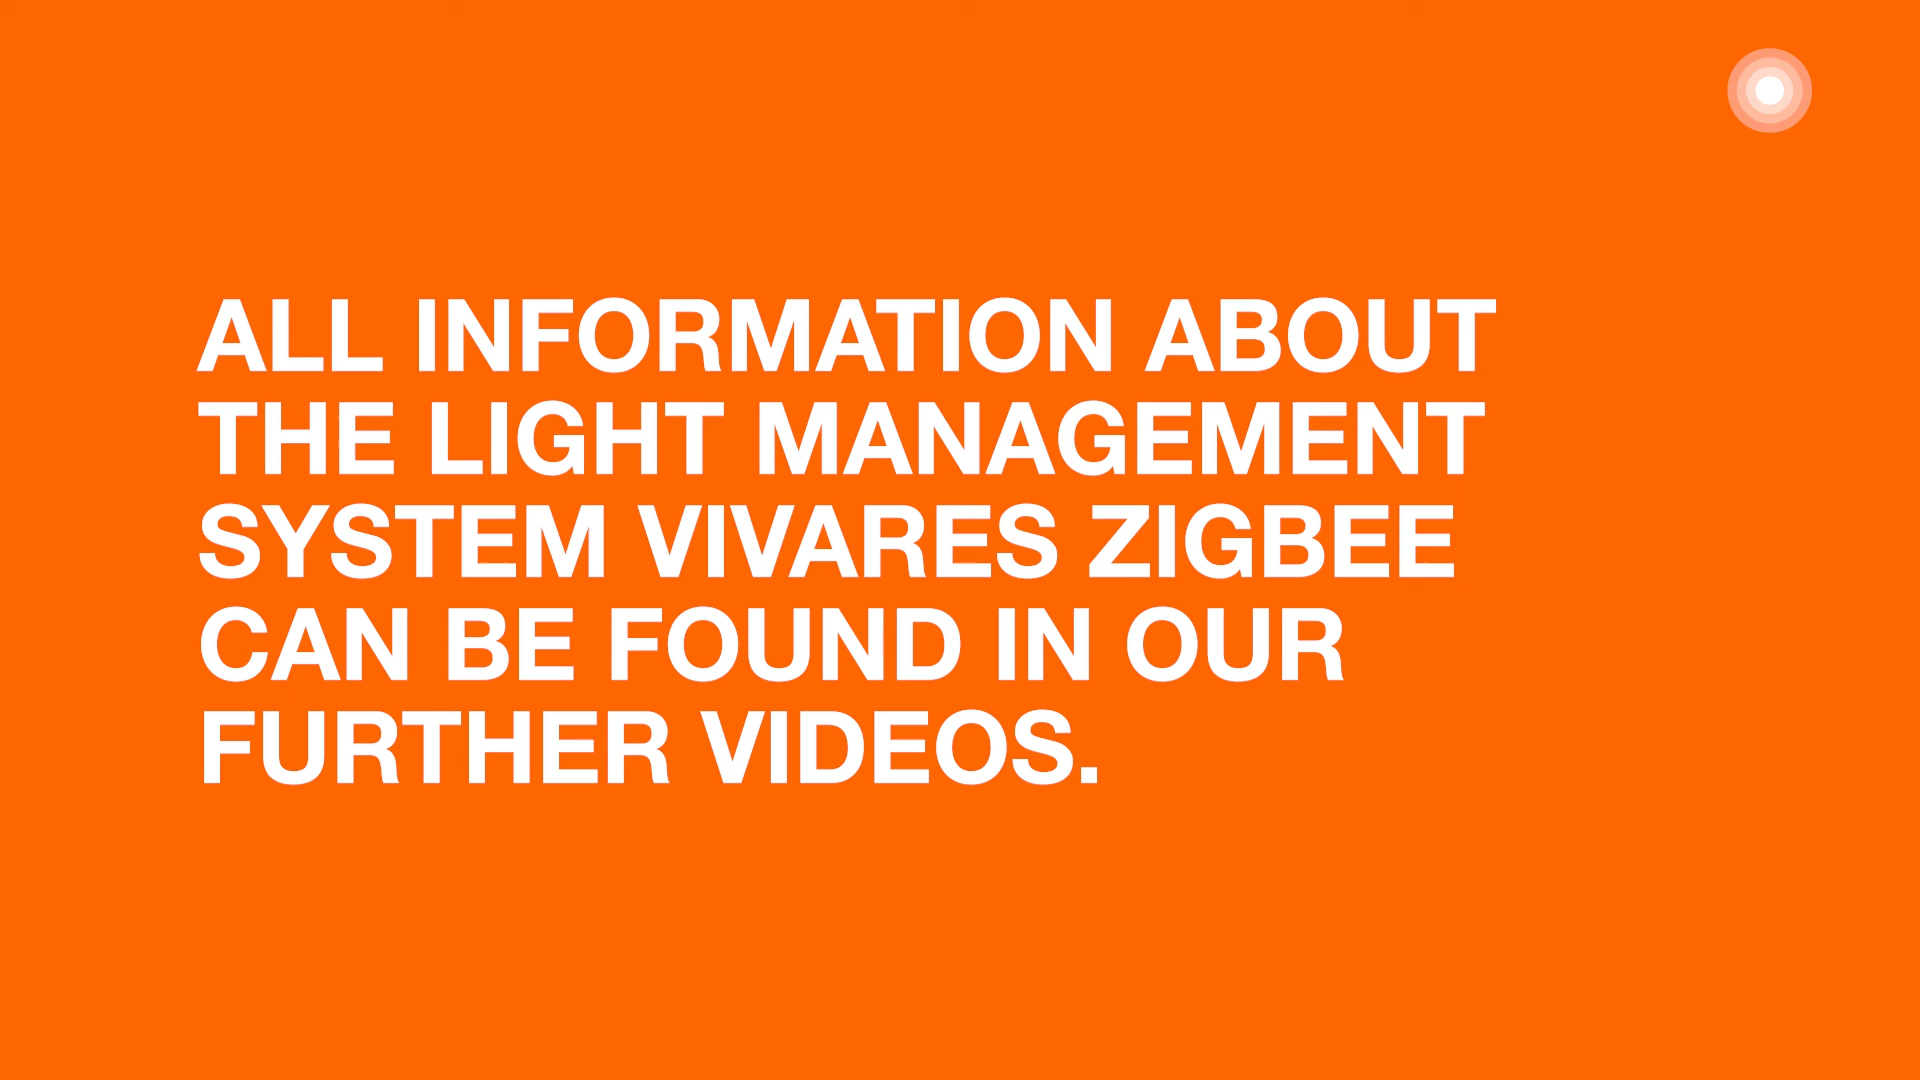 ALL INFORMATION ABOUT
THE LIGHT MANAGEMENT
SYSTEM VIVARES ZIGBEE
CAN BE FOUND IN OUR
FURTHER VIDEOS.